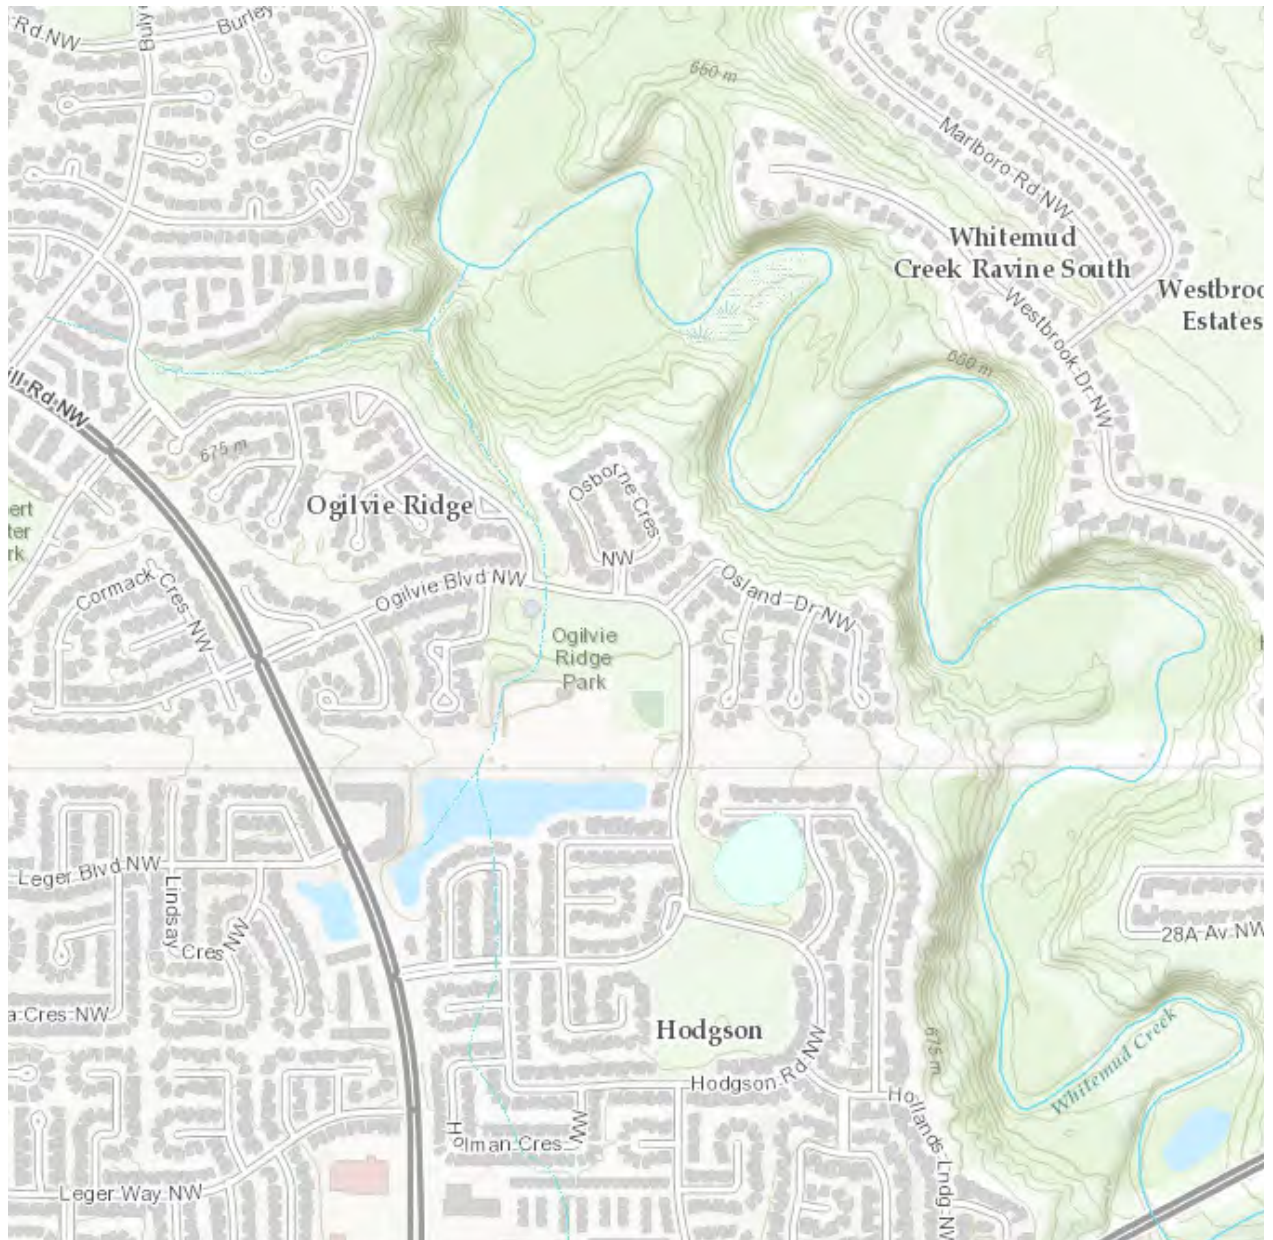 Rd NW
Burley
660 m
Marlboro Rd NW
Whitemud
Creek Ravine South
Westbroo
Estates
Westbrook Dr NW
660 m
ill Rd NW
675 m
Ogilvie Ridge
Osborne Cres
NW
ert
ter
rk
Cormack Cres NW
Ogilvie Blvd NW
Osland Dr NW
Ogilvie
Ridge
Park
Leger Blvd NW
Lindsay
Cres NW
28A Av NW
a Cres NW
Hodgson
675 m
Whitemud Creek
Hodgson Rd NW
Hollands Lndg NW
Holman Cres NW
Leger Way NW